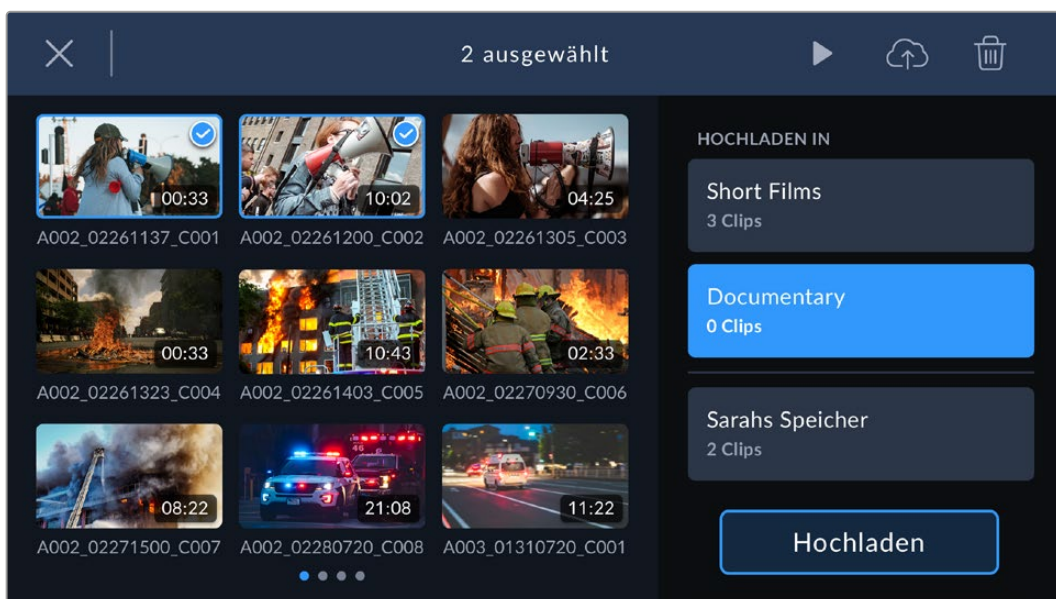 2 ausgewählt
00:33
10:02
04:25
A002_02261137_C001
A002_02261200_C002
A002_02261305_C003
00:33
10:43
02:33
A002_02261323_C004
A002_02261403_C005
A002_02270930_C006
08:22
21:08
11:22
A002_02271500_C007
A002_02280720_C008
A003_01310720_C001
HOCHLADEN IN
Short Films
3 Clips
Documentary
0 Clips
Sarahs Speicher
2 Clips
Hochladen